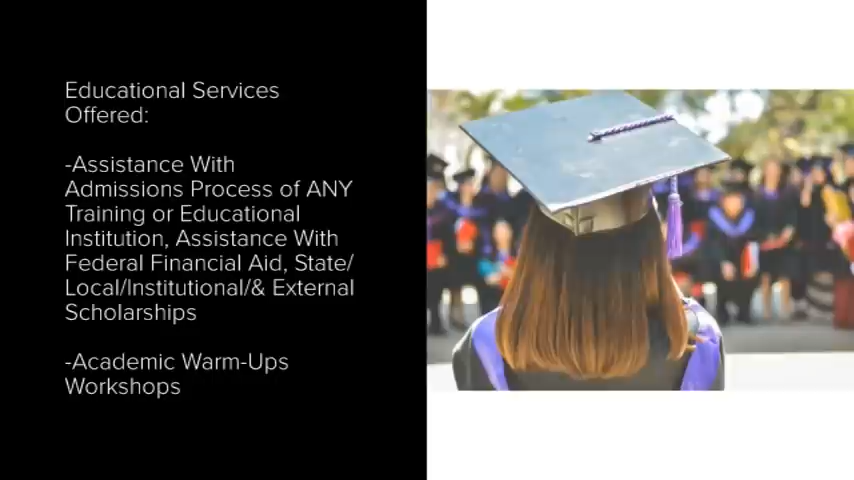 Educational Services
Offered:
-Assistance With
Admissions Process of ANY
Training or Educational
Institution, Assistance With
Federal Financial Aid, State/
Local/Institutional/& External
Scholarships
-Academic Warm-Ups
Workshops